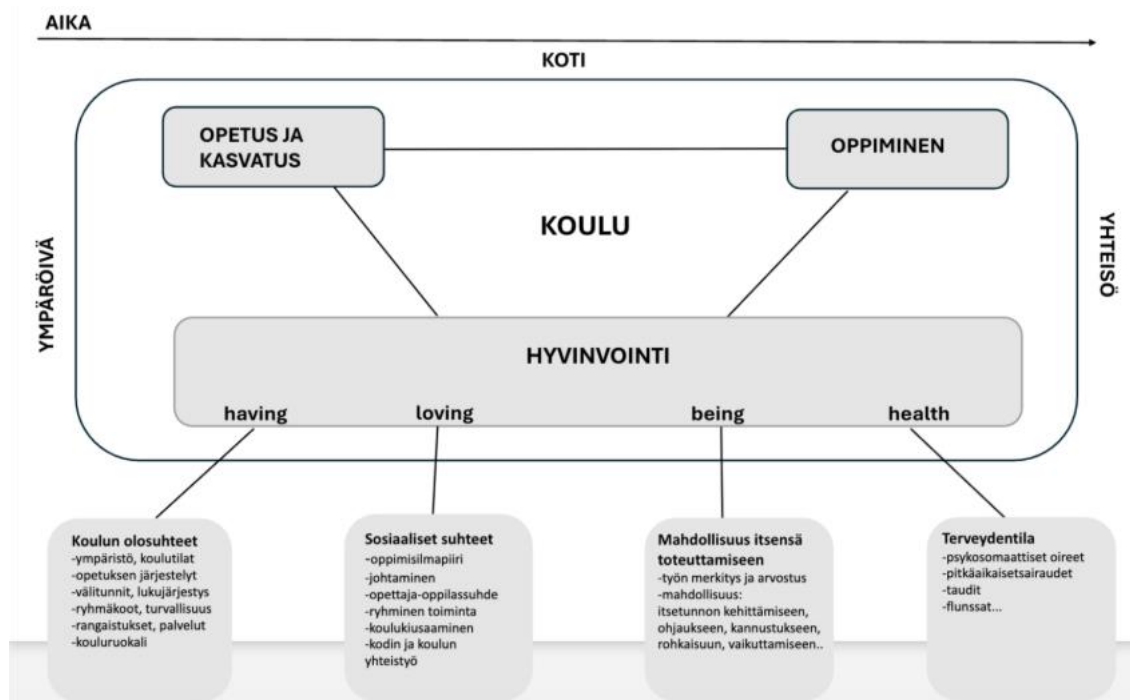 AIKA
KOTI
OPETUS JA
KASVATUS
OPPIMINEN
KOULU
YMPÄRÖIVÄ
YHTEISÖ
HYVINVOINTI
having
loving
being
health
Koulun olosuhteet
-ympäristö, koulutilat
-opetuksen järjestelyt
-välitunnit, lukujärjestys
-ryhmäkoot, turvallisuus
-rangaistukset, palvelut
-kouluruokali
Sosiaaliset suhteet
-oppimisilmapiiri
-johtaminen
-opettaja-oppilassuhde
-ryhminen toiminta
-koulukiusaaminen
-kodin ja koulun
yhteistyö
Mahdollisuus itsensä
toteuttamiseen
-työn merkitys ja arvostus
-mahdollisuus:
itsetunnon kehittämiseen,
ohjaukseen, kannustukseen,
rohkaisuun, vaikuttamiseen..
Terveydentila
-psykosomaattiset oireet
-pitkäaikaisetsairaudet
-taudit
-flunssat...